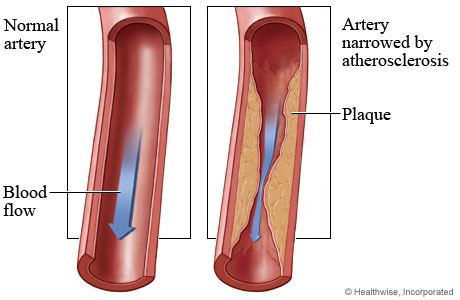 Normal
artery
Blood
flow
Artery
narrowed by
atherosclerosis
Plaque
© Healthwise, Incorporated